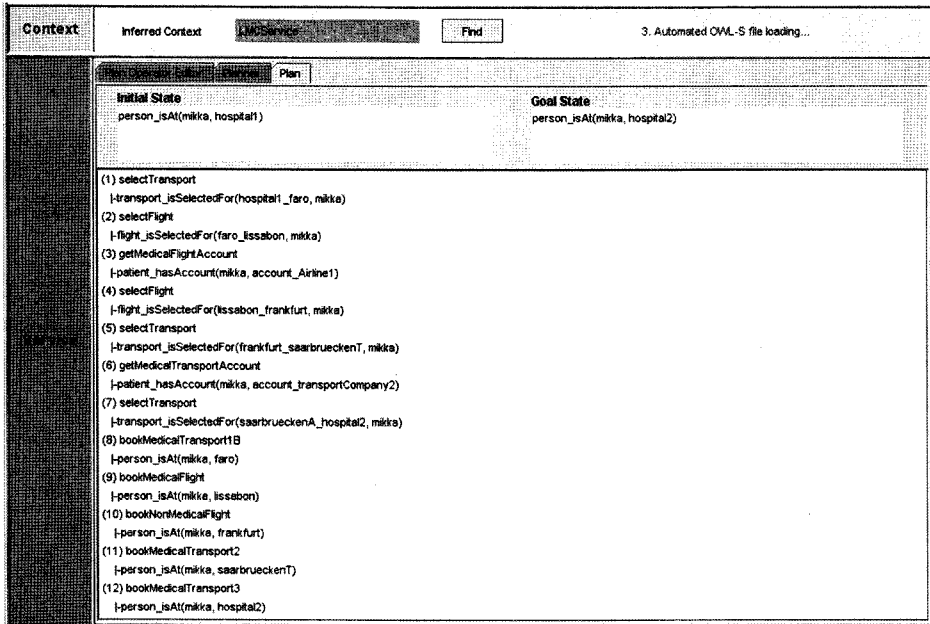 Context
Inferred Context
Find
3. Automated OWL-S file loading...
Plan
Initial State
person_isAt(mikka, hospital1)
Goal State
person_isAt(mikka, hospital2)
(1) selectTransport
|-transport_isSelectedFor(hospital1_faro, mikka)
(2) selectFlight
|-flight_isSelectedFor(faro_lissabon, mikka)
(3) getMedicalFlightAccount
|-patient_hasAccount(mikka, account_Airline1)
(4) selectFlight
|-flight_isSelectedFor(lissabon_frankfurt, mikka)
(5) selectTransport
|-transport_isSelectedFor(frankfurt_saarbrueckenT, mikka)
(6) getMedicalTransportAccount
|-patient_hasAccount(mikka, account_transportCompany2)
(7) selectTransport
|-transport_isSelectedFor(saarbrueckenA_hospital2, mikka)
(8) bookMedicalTransport1B
|-person_isAt(mikka, faro)
(9) bookMedicalFlight
|-person_isAt(mikka, lissabon)
(10) bookNonMedicalFlight
|-person_isAt(mikka, frankfurt)
(11) bookMedicalTransport2
|-person_isAt(mikka, saarbrueckenT)
(12) bookMedicalTransport3
|-person_isAt(mikka, hospital2)